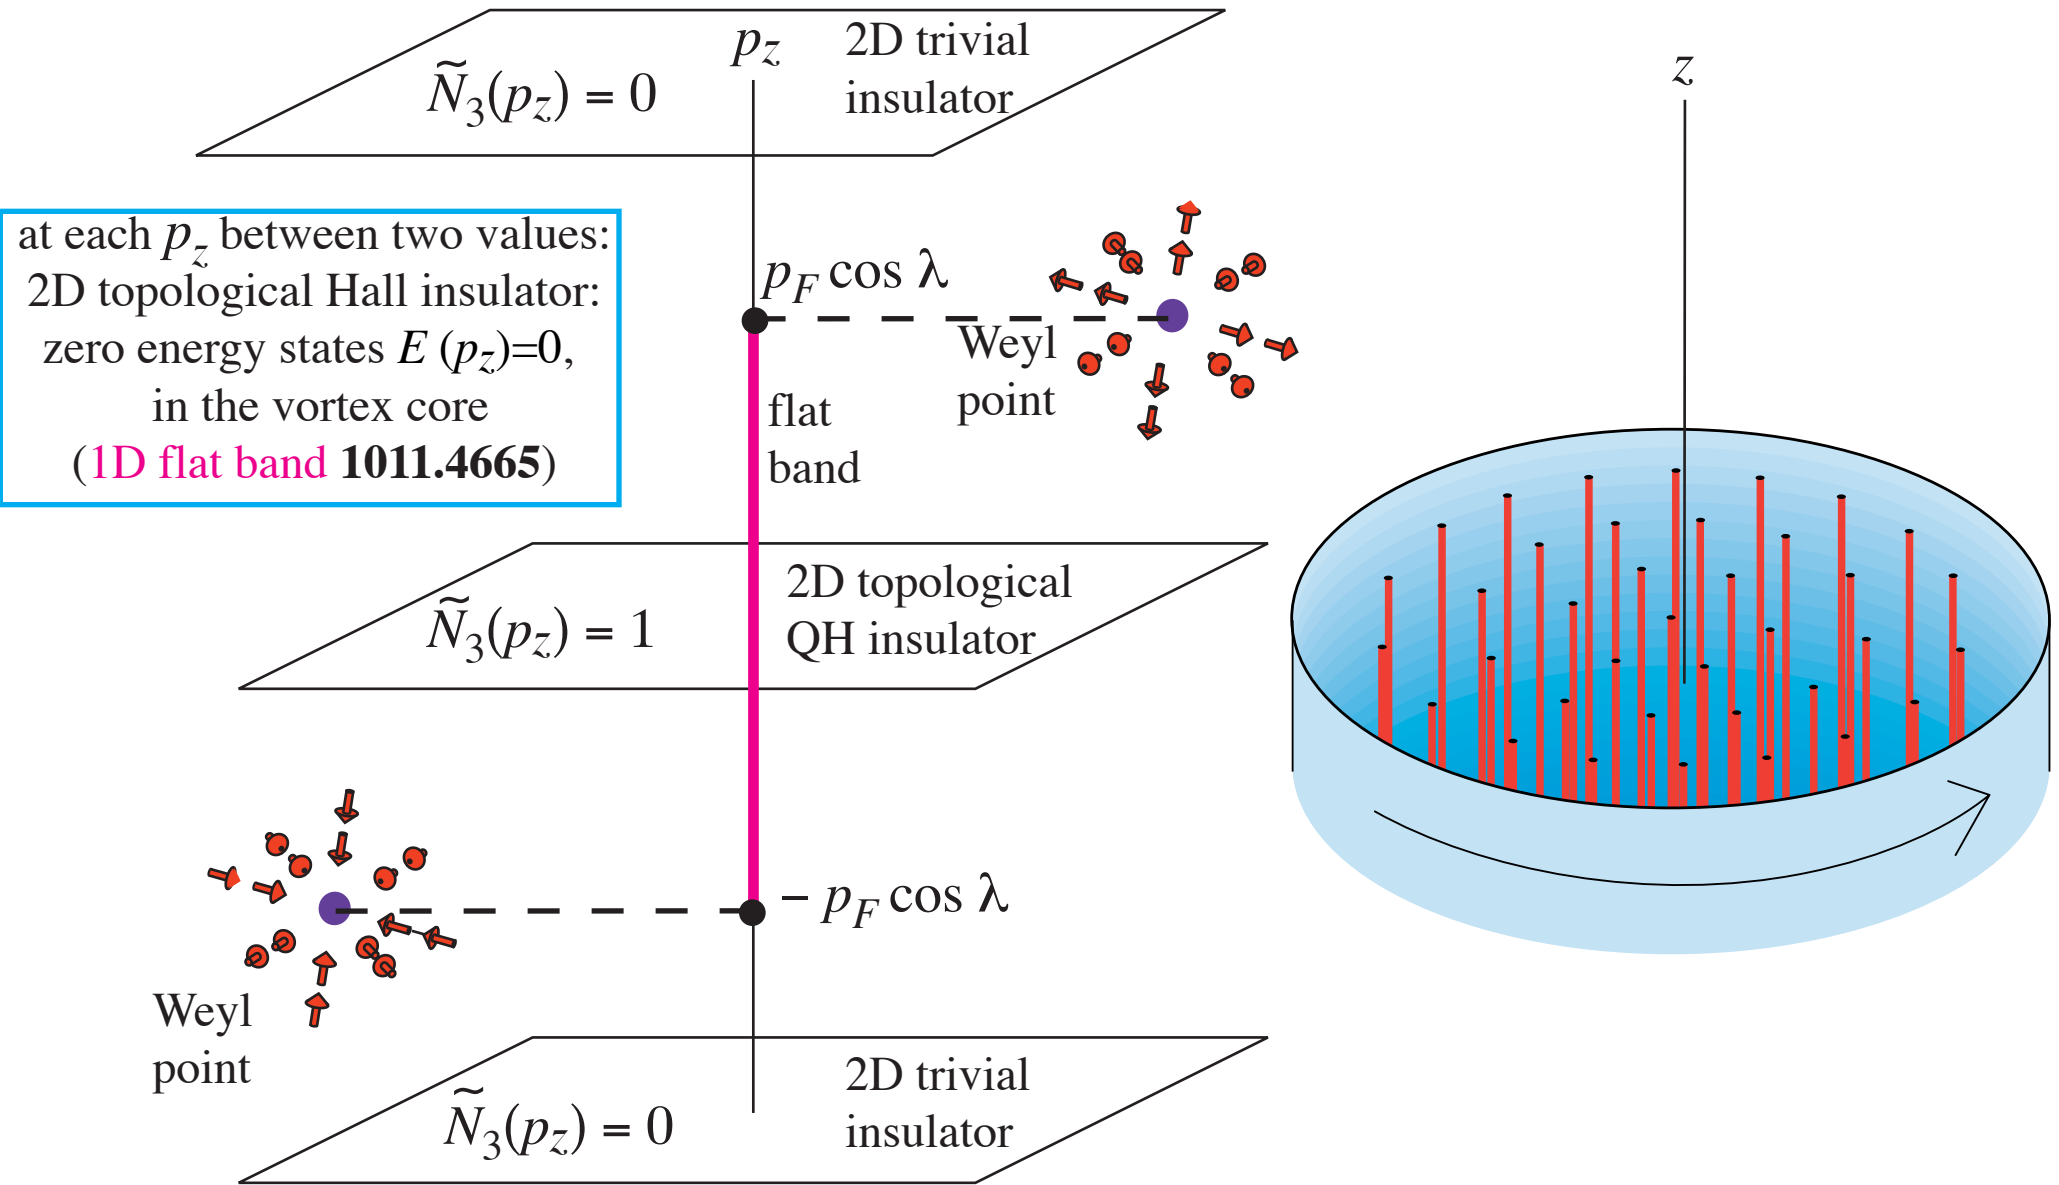 p_z
2D trivial
insulator
Ñ_3(p_z) = 0
z
at each p_z between two values:
2D topological Hall insulator:
zero energy states E (p_z)=0,
in the vortex core
(1D flat band 1011.4665)
p_F cos λ
Weyl
point
flat
band
2D topological
QH insulator
Ñ_3(p_z) = 1
– p_F cos λ
Weyl
point
2D trivial
insulator
Ñ_3(p_z) = 0